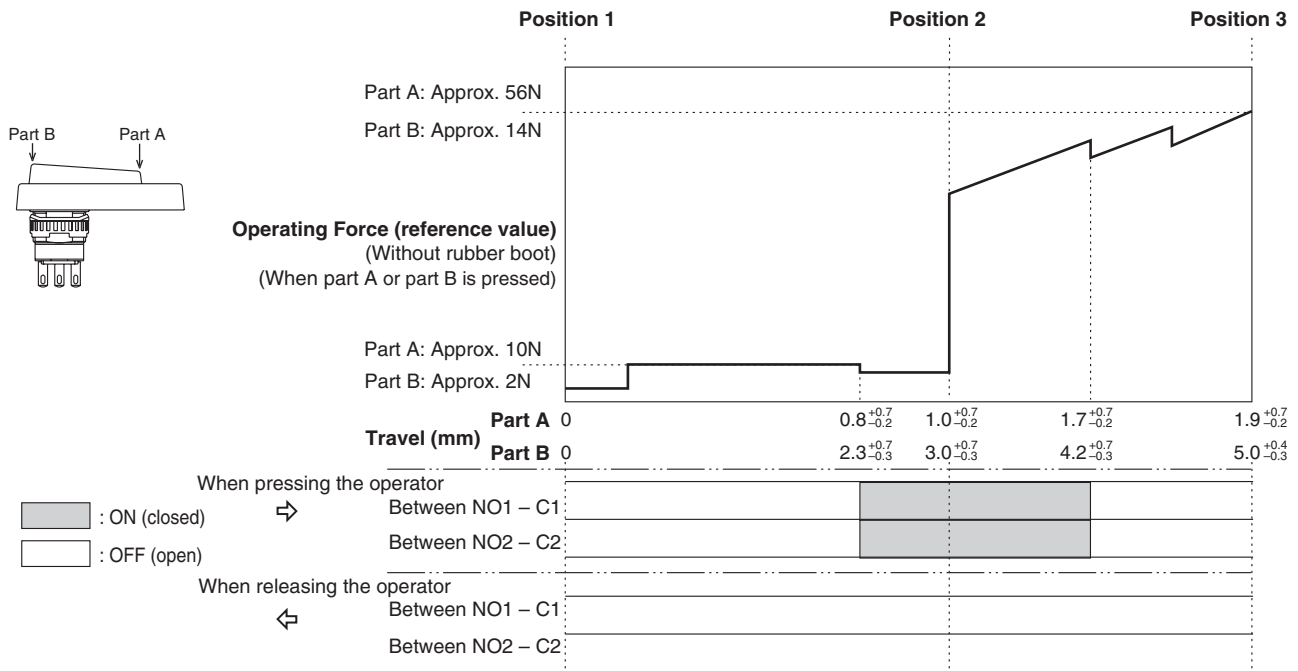 Position 1 Position 2 Position 3
Part A: Approx. 56N
Part B: Approx. 14N
Part B Part A
Operating Force (reference value)
(Without rubber boot)
(When part A or part B is pressed)
Part A: Approx. 10N
Part B: Approx. 2N
Travel (mm)
Part A 0 0.8 +0.7 -0.2 1.0 +0.7 -0.2 1.7 +0.7 -0.2 1.9 +0.7 -0.2
Part B 0 2.3 +0.7 -0.3 3.0 +0.7 -0.3 4.2 +0.7 -0.3 5.0 +0.4 -0.3
When pressing the operator
Between NO1 – C1
Between NO2 – C2
: ON (closed)
: OFF (open)
When releasing the operator
Between NO1 – C1
Between NO2 – C2